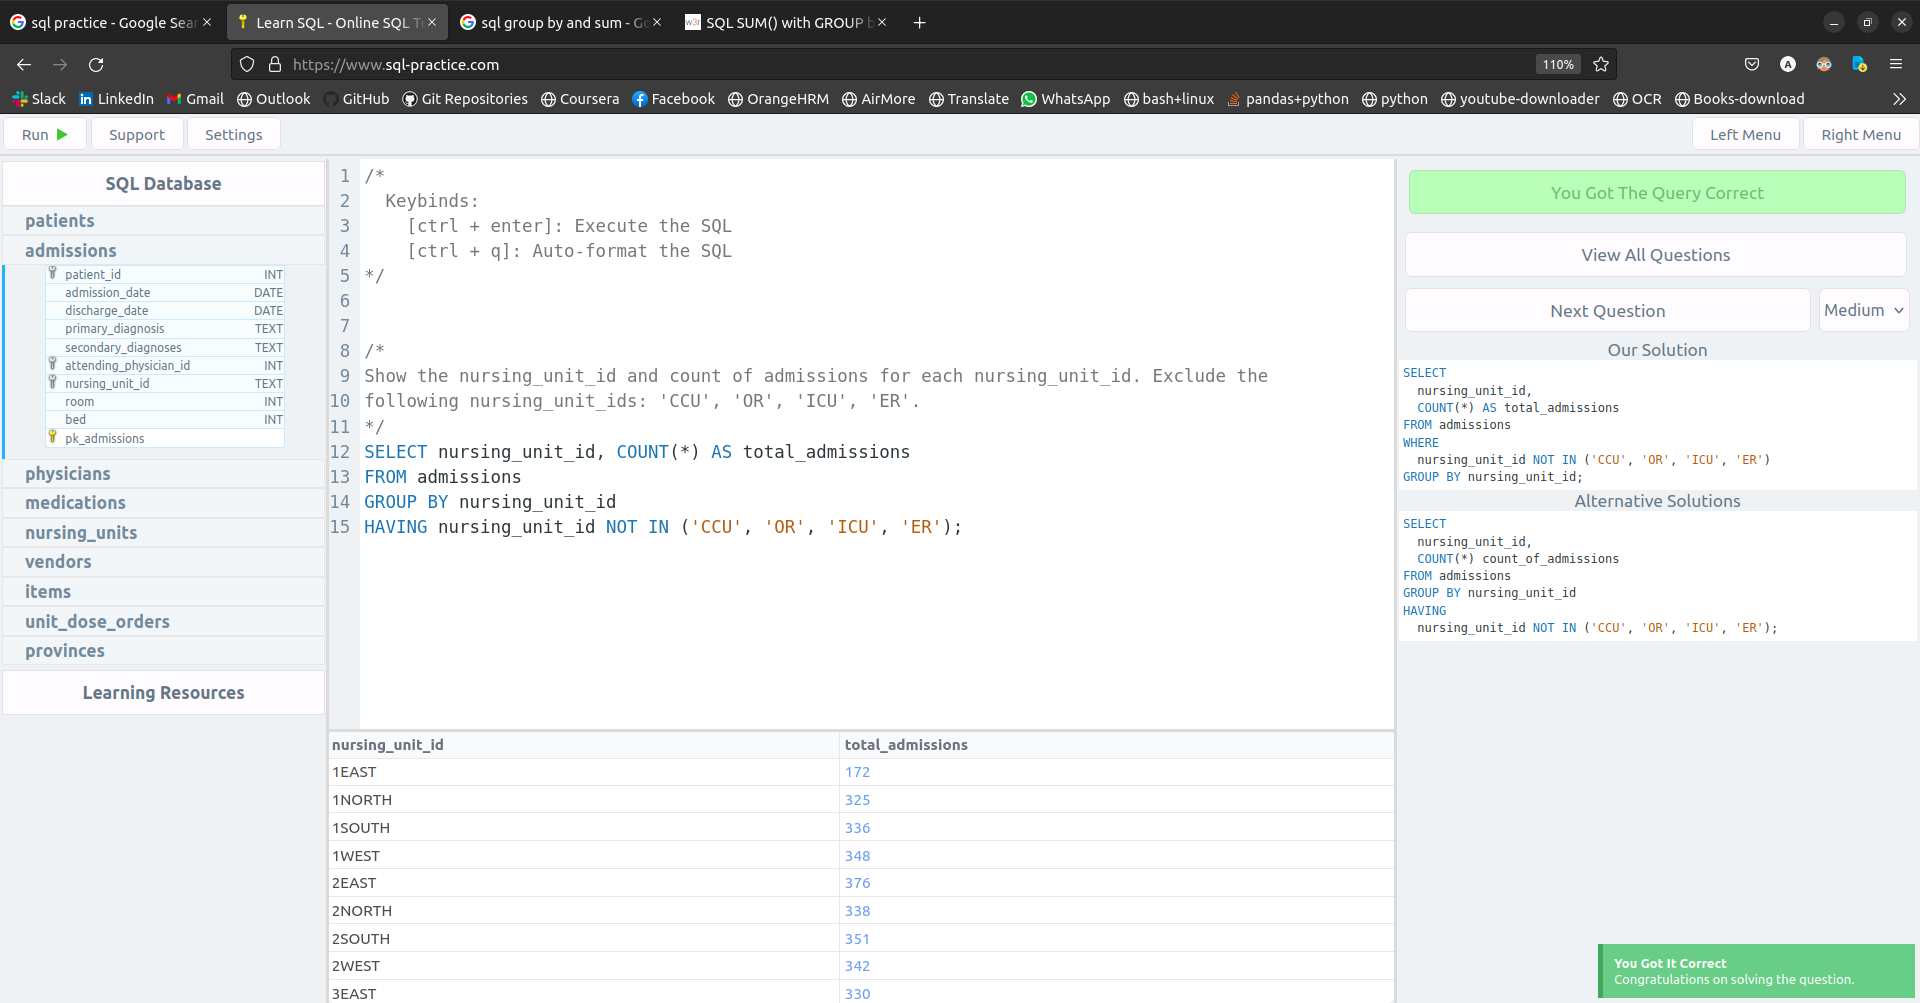 sql practice - Google Sear
Learn SQL - Online SQL Te
sql group by and sum - Go
SQL SUM() with GROUP b
https://www.sql-practice.com
110%
Slack LinkedIn Gmail Outlook GitHub Git Repositories Coursera Facebook OrangeHRM AirMore Translate WhatsApp bash+linux pandas+python python youtube-downloader OCR Books-download
Run Support Settings Left Menu Right Menu
SQL Database
patients
admissions
patient_id INT
admission_date DATE
discharge_date DATE
primary_diagnosis TEXT
secondary_diagnoses TEXT
attending_physician_id INT
nursing_unit_id TEXT
room INT
bed INT
pk_admissions
physicians
medications
nursing_units
vendors
items
unit_dose_orders
provinces
Learning Resources
1 /*
2 Keybinds:
3 [ctrl + enter]: Execute the SQL
4 [ctrl + q]: Auto-format the SQL
5 */
6
7
8 /*
9 Show the nursing_unit_id and count of admissions for each nursing_unit_id. Exclude the
10 following nursing_unit_ids: 'CCU', 'OR', 'ICU', 'ER'.
11 */
12 SELECT nursing_unit_id, COUNT(*) AS total_admissions
13 FROM admissions
14 GROUP BY nursing_unit_id
15 HAVING nursing_unit_id NOT IN ('CCU', 'OR', 'ICU', 'ER');
nursing_unit_id total_admissions
1EAST 172
1NORTH 325
1SOUTH 336
1WEST 348
2EAST 376
2NORTH 338
2SOUTH 351
2WEST 342
3EAST 330
You Got The Query Correct
View All Questions
Next Question Medium
Our Solution
SELECT
nursing_unit_id,
COUNT(*) AS total_admissions
FROM admissions
WHERE
nursing_unit_id NOT IN ('CCU', 'OR', 'ICU', 'ER')
GROUP BY nursing_unit_id;
Alternative Solutions
SELECT
nursing_unit_id,
COUNT(*) count_of_admissions
FROM admissions
GROUP BY nursing_unit_id
HAVING
nursing_unit_id NOT IN ('CCU', 'OR', 'ICU', 'ER');
You Got It Correct
Congratulations on solving the question.